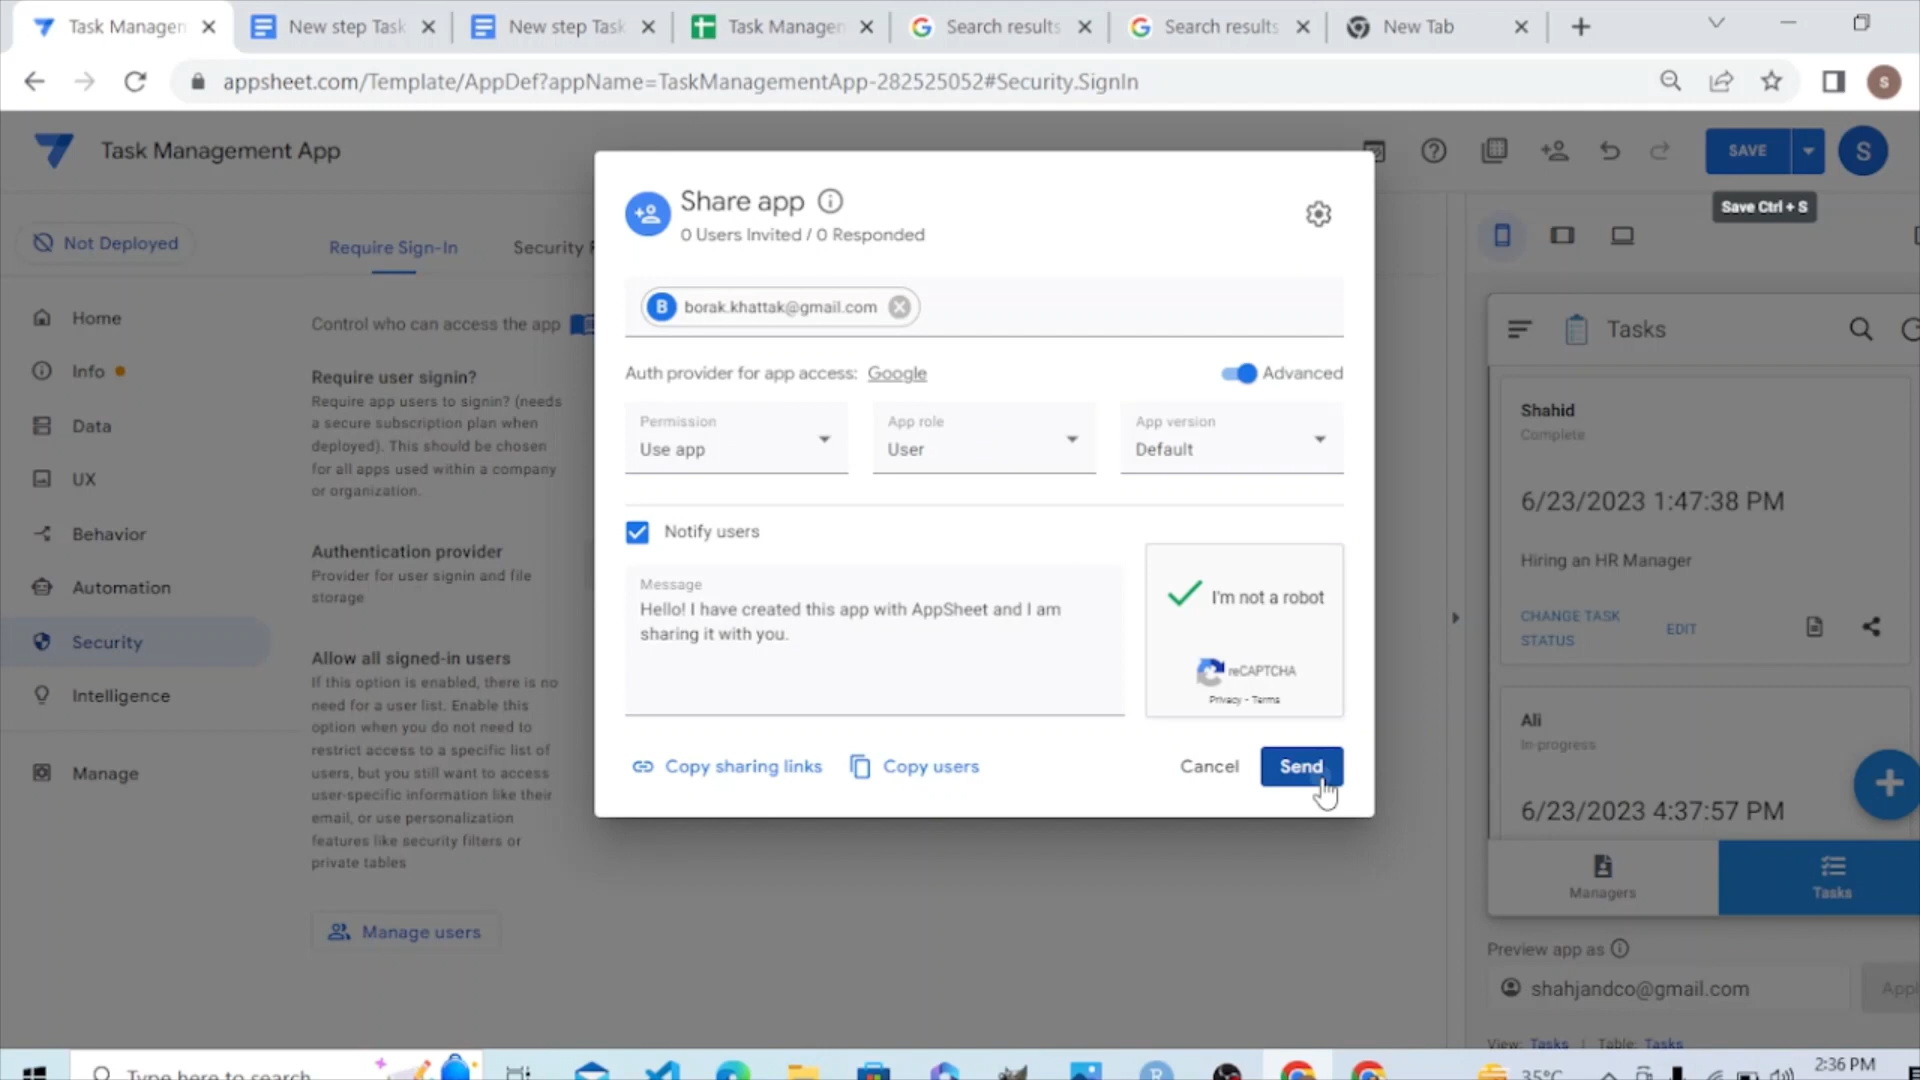 Task Managem
New step Task
New step Task
Task Managem
Search results
Search results
New Tab
appsheet.com/Template/AppDef?appName=TaskManagementApp-282525052#Security.SignIn
S
Task Management App
SAVE
S
Save Ctrl + S
Not Deployed
Home
Info
Data
UX
Behavior
Automation
Security
Intelligence
Manage
Require Sign-In
Security F
Control who can access the app
Require user signin?
Require app users to signin? (needs
a secure subscription plan when
deployed). This should be chosen
for all apps used within a company
or organization.
Authentication provider
Provider for user signin and file
storage
Allow all signed-in users
If this option is enabled, there is no
need for a user list. Enable this
option when you do not need to
restrict access to a specific list of
users, but you still want to access
user-specific information like their
email, or use personalization
features like security filters or
private tables
Manage users
Share app
0 Users Invited / 0 Responded
B borak.khattak@gmail.com
Auth provider for app access: Google
Advanced
Permission
Use app
App role
User
App version
Default
Notify users
Message
Hello! I have created this app with AppSheet and I am
sharing it with you.
I'm not a robot
reCAPTCHA
Privacy - Terms
Copy sharing links
Copy users
Cancel
Send
Tasks
Shahid
Complete
6/23/2023 1:47:38 PM
Hiring an HR Manager
CHANGE TASK
STATUS
EDIT
Ali
In progress
6/23/2023 4:37:57 PM
Managers
Tasks
Preview app as
shahjandco@gmail.com
Appl
View: Tasks | Table: Tasks
Type here to search
R
35°C
2:36 PM